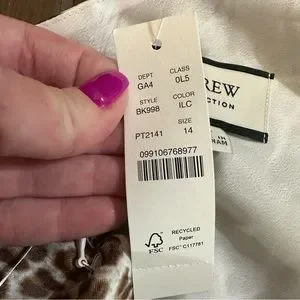 DEPT CLASS
GA4 0L5
STYLE COLOR
BK998 ILC
SIZE
PT2141 14
099106768977
RECYCLED
Paper
FSC® C117781
FSC
REW
CTION